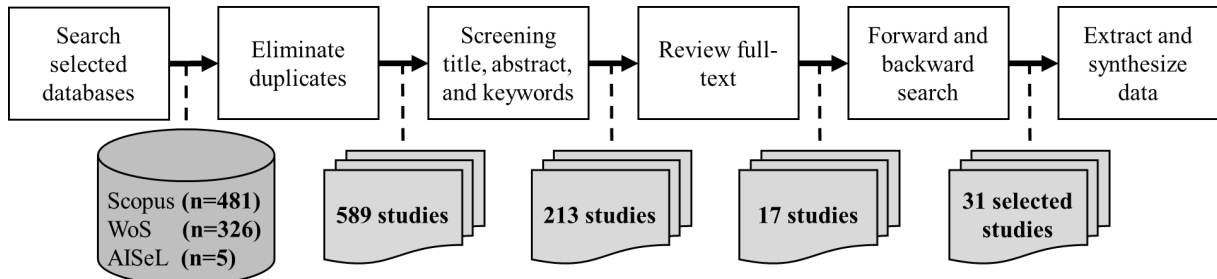 Search
selected
databases
Eliminate
duplicates
Screening
title, abstract,
and keywords
Review full-
text
Forward and
backward
search
Extract and
synthesize
data
Scopus (n=481)
WoS (n=326)
AISeL (n=5)
589 studies
213 studies
17 studies
31 selected
studies